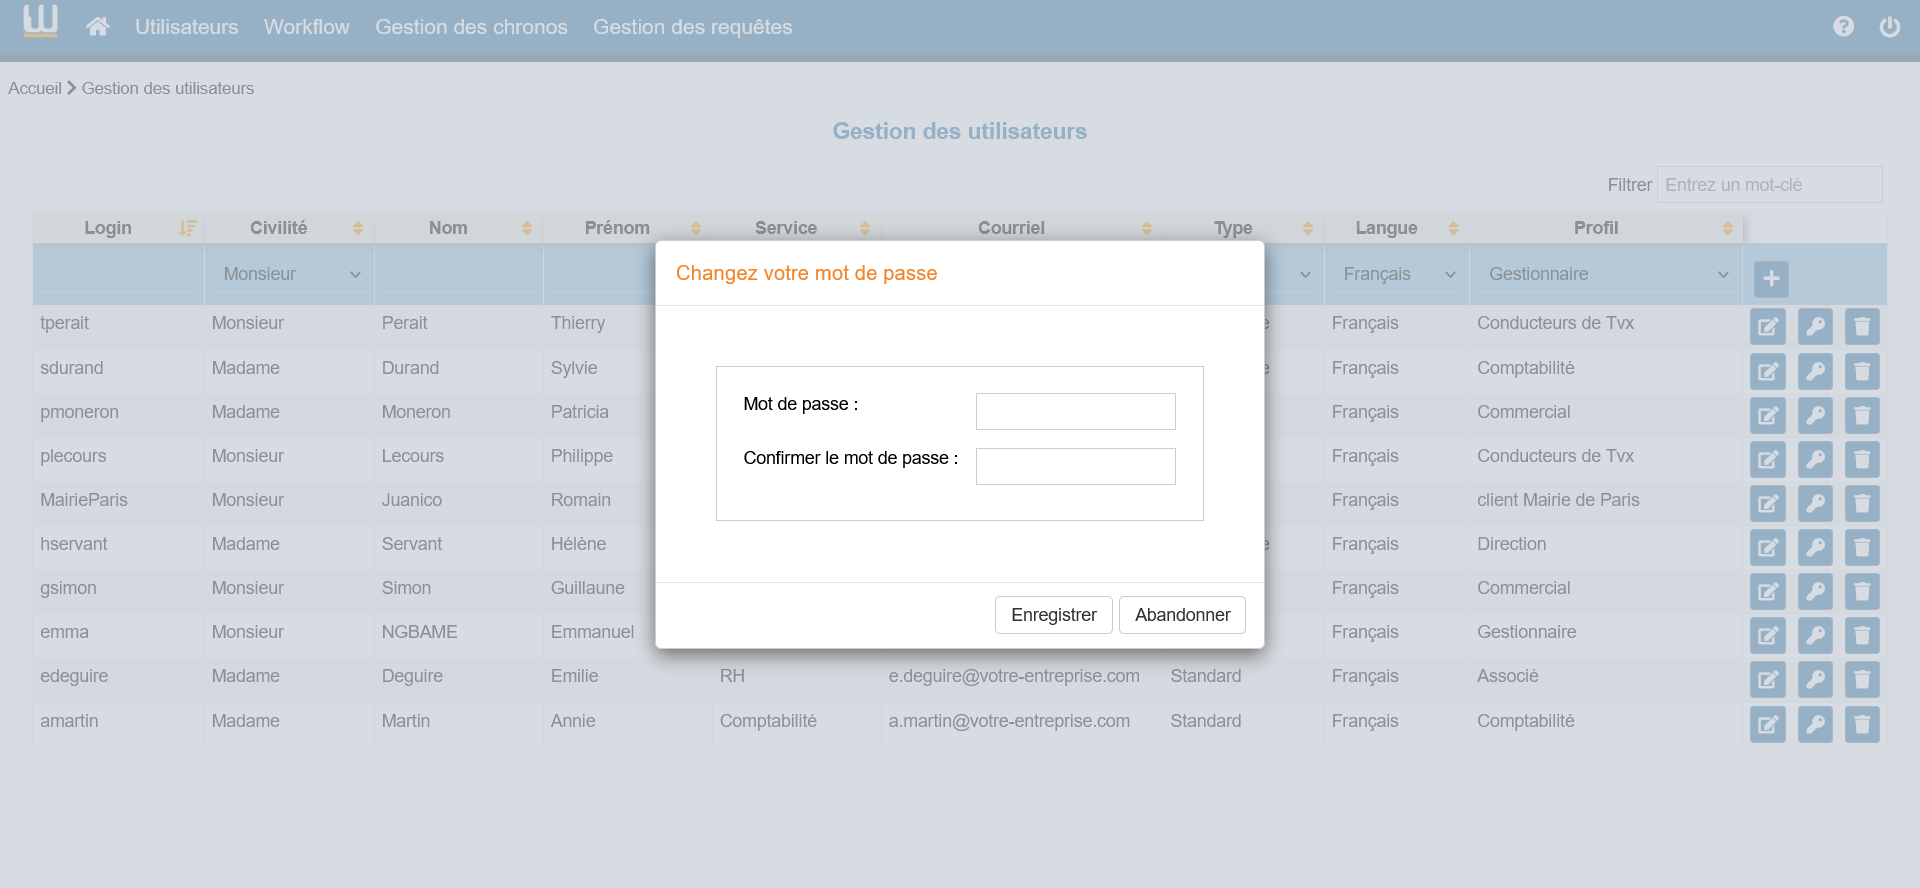 Utilisateurs Workflow Gestion des chronos Gestion des requêtes
Accueil Gestion des utilisateurs
Gestion des utilisateurs
Filtrer Entrez un mot-clé
Login Civilité Nom Prénom Service Courriel Type Langue Profil
Monsieur Français Gestionnaire
Changez votre mot de passe
Mot de passe :
Confirmer le mot de passe :
Enregistrer Abandonner
tperait Monsieur Perait Thierry Français Conducteurs de Tvx
sdurand Madame Durand Sylvie Français Comptabilité
pmoneron Madame Moneron Patricia Français Commercial
plecours Monsieur Lecours Philippe Français Conducteurs de Tvx
MairieParis Monsieur Juanico Romain Français client Mairie de Paris
hservant Madame Servant Hélène Français Direction
gsimon Monsieur Simon Guillaune Français Commercial
emma Monsieur NGBAME Emmanuel Français Gestionnaire
edeguire Madame Deguire Emilie RH e.deguire@votre-entreprise.com Standard Français Associé
amartin Madame Martin Annie Comptabilité a.martin@votre-entreprise.com Standard Français Comptabilité